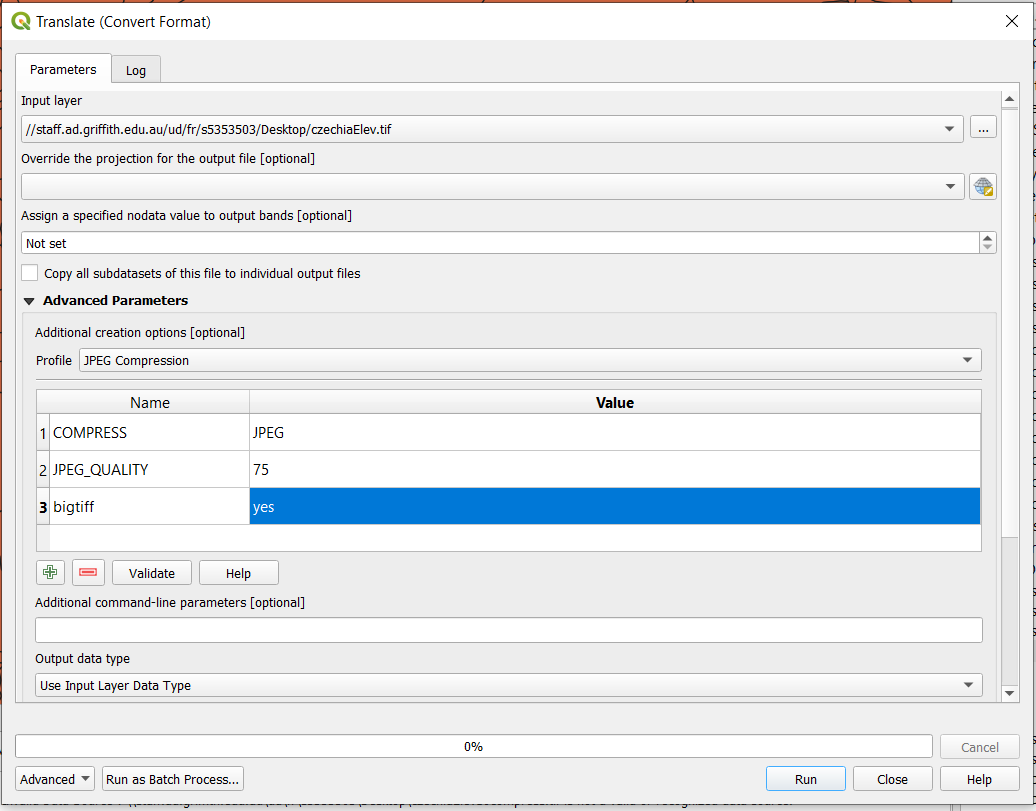 Translate (Convert Format)
Parameters
Log
Input layer
//staff.ad.griffith.edu.au/ud/fr/s5353503/Desktop/czechiaElev.tif
...
Override the projection for the output file [optional]
Assign a specified nodata value to output bands [optional]
Not set
Copy all subdatasets of this file to individual output files
Advanced Parameters
Additional creation options [optional]
Profile JPEG Compression
Name Value
1 COMPRESS JPEG
2 JPEG_QUALITY 75
3 bigtiff yes
Validate Help
Additional command-line parameters [optional]
Output data type
Use Input Layer Data Type
0% Cancel
Advanced Run as Batch Process... Run Close Help